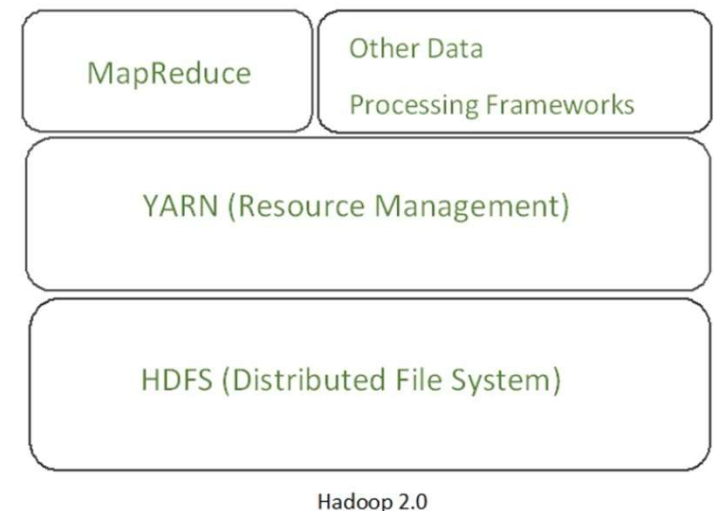 MapReduce
Other Data
Processing Frameworks
YARN (Resource Management)
HDFS (Distributed File System)
Hadoop 2.0